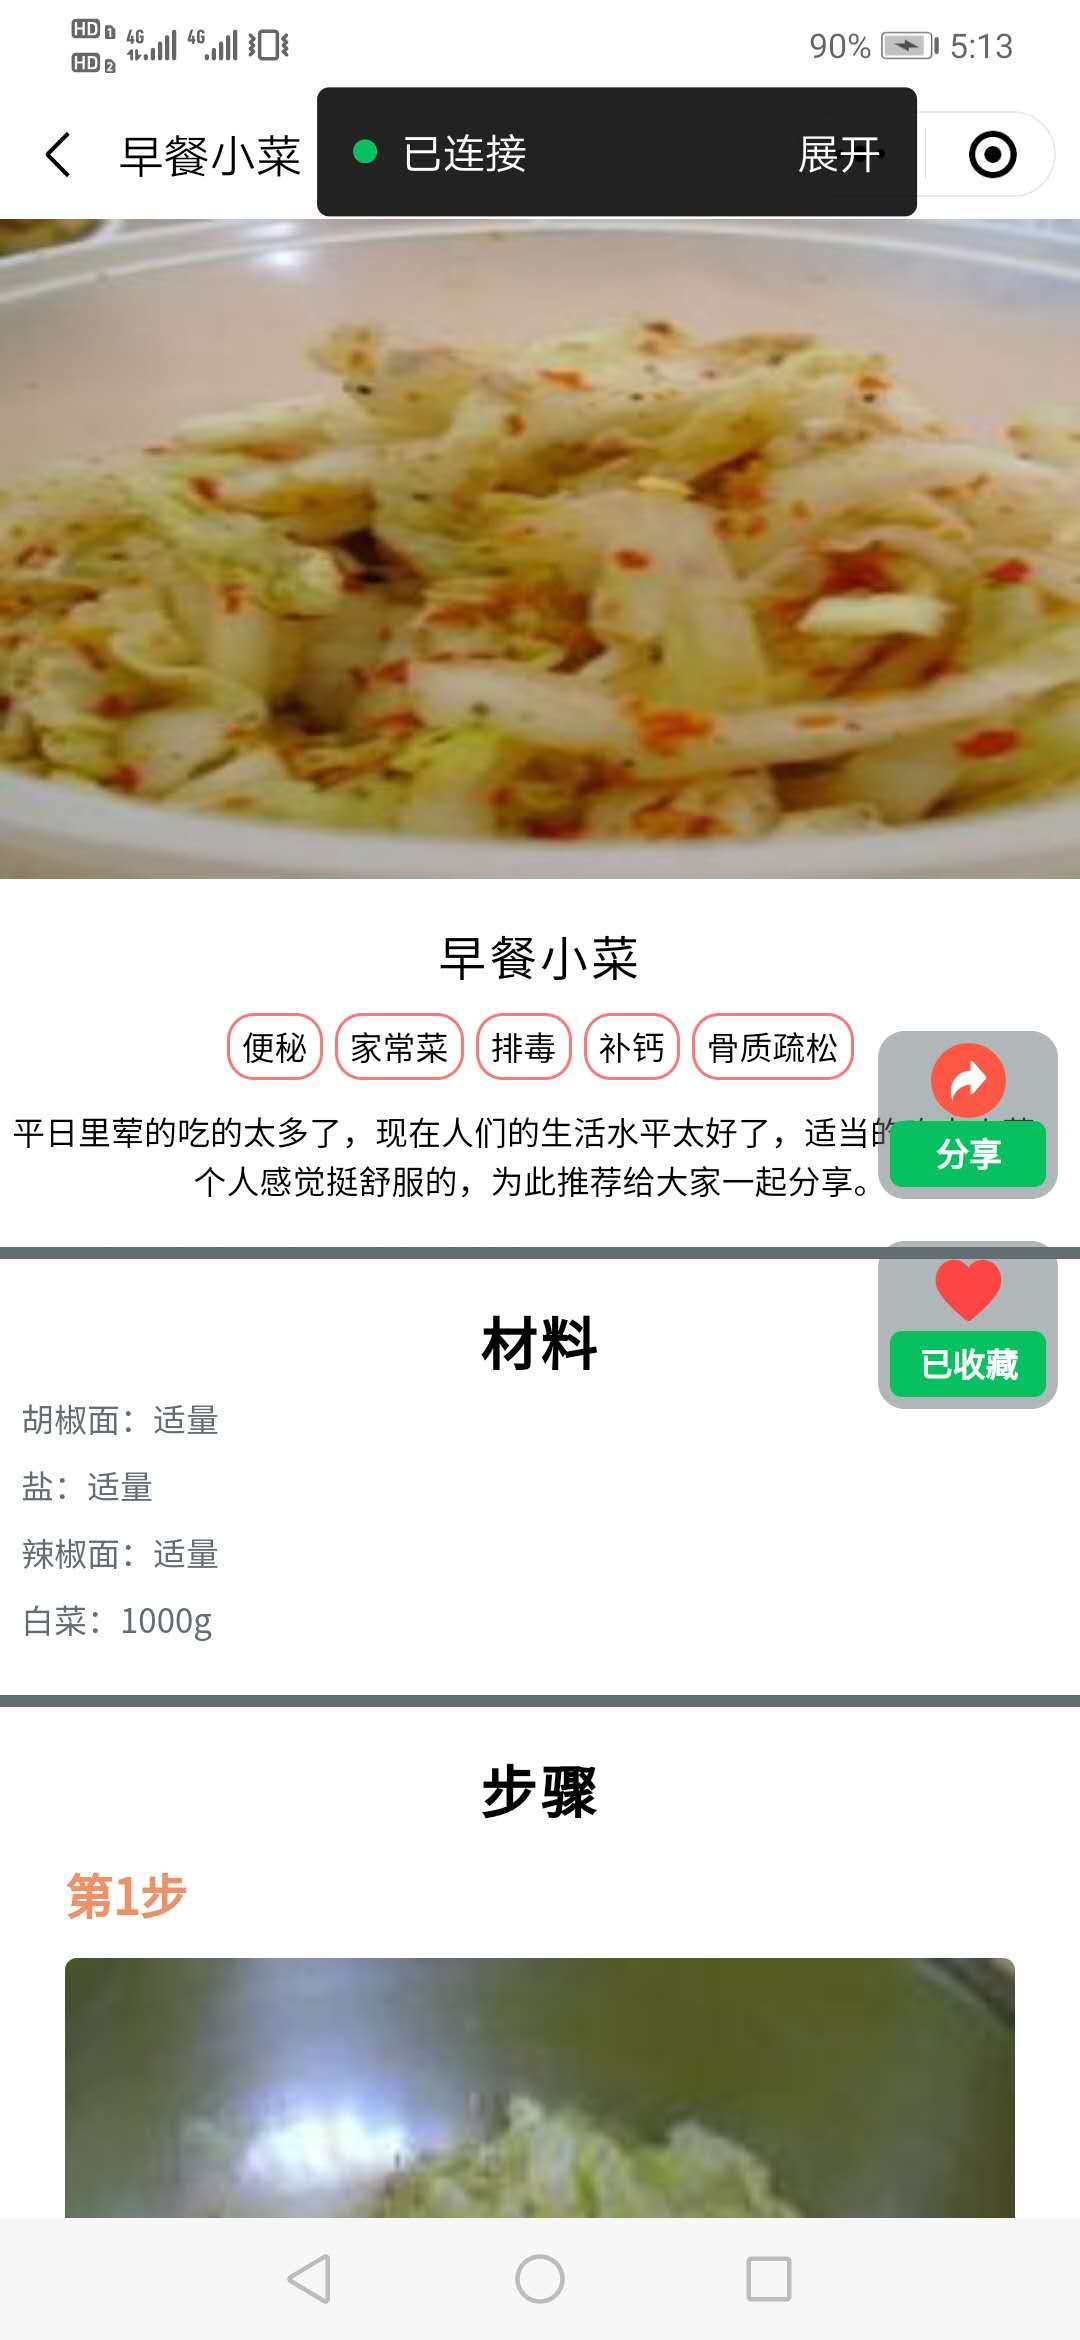 HD 1 4G 4G 90% 5:13
HD 2
早餐小菜 已连接 展开
早餐小菜
便秘 家常菜 排毒 补钙 骨质疏松
平日里荤的吃的太多了，现在人们的生活水平太好了，适当的
个人感觉挺舒服的，为此推荐给大家一起分享。
分享
已收藏
材料
胡椒面：适量
盐：适量
辣椒面：适量
白菜：1000g
步骤
第1步